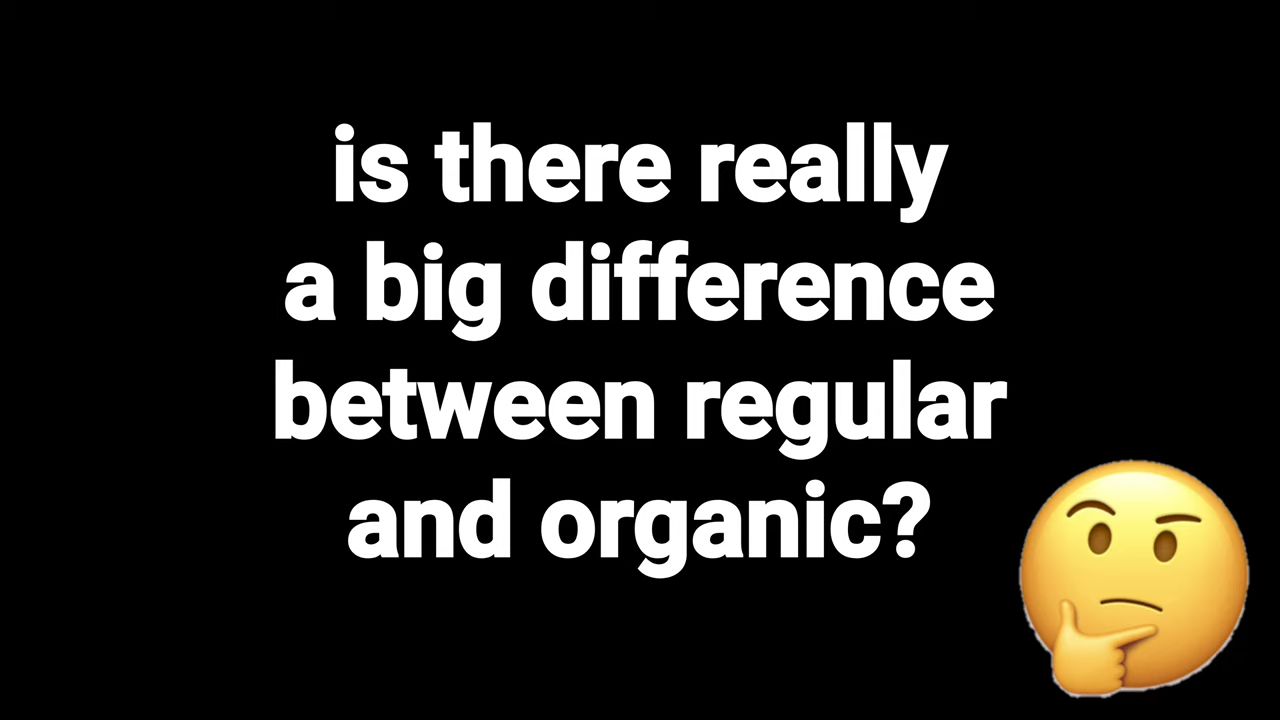 is there really
a big difference
between regular
and organic?